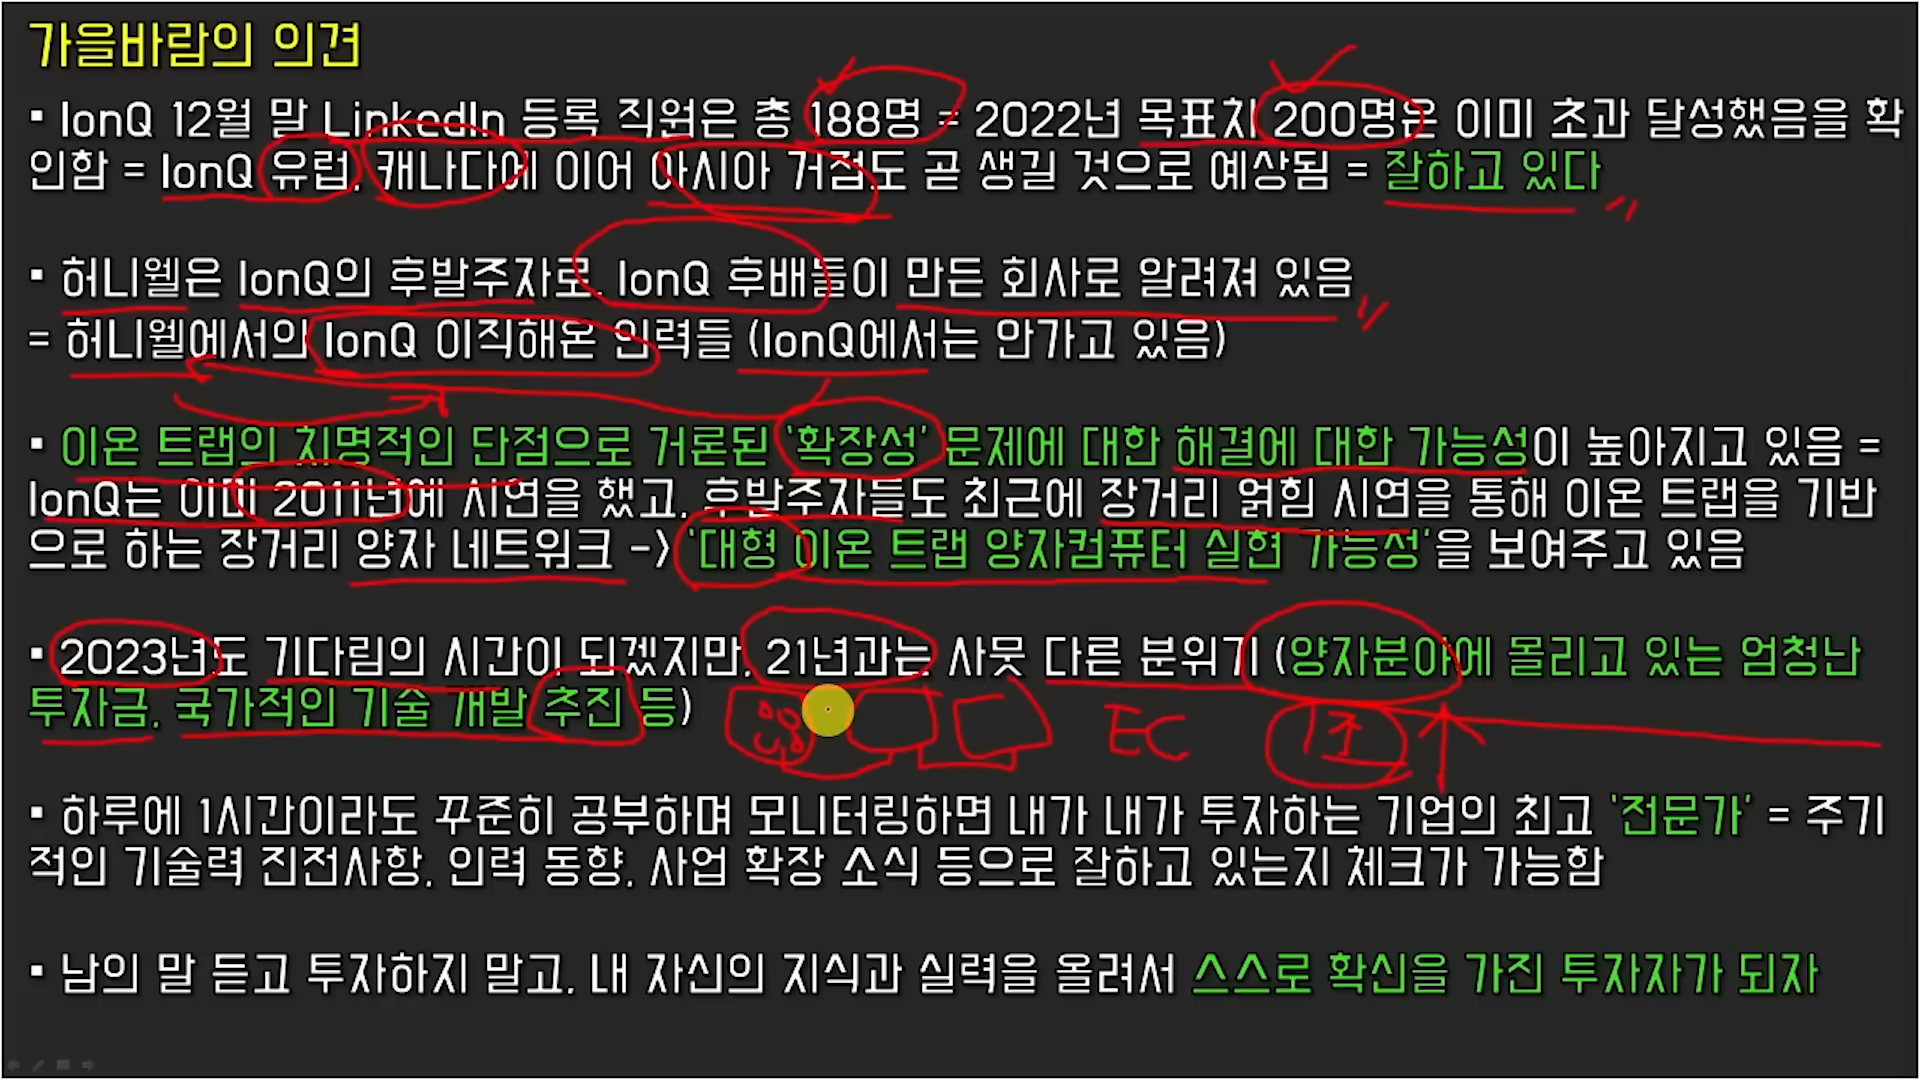 가을바람의 의견
▪ IonQ 12월 말 LinkedIn 등록 직원은 총 188명 = 2022년 목표치 200명은 이미 초과 달성했음을 확
인함 = IonQ 유럽, 캐나다에 이어 아시아 거점도 곧 생길 것으로 예상됨 = 잘하고 있다
▪ 허니웰은 IonQ의 후발주자로, IonQ 후배들이 만든 회사로 알려져 있음
= 허니웰에서의 IonQ 이직해온 인력들 (IonQ에서는 안가고 있음)
▪ 이온 트랩의 치명적인 단점으로 거론된 '확장성' 문제에 대한 해결에 대한 가능성이 높아지고 있음 =
IonQ는 이미 2011년에 시연을 했고, 후발주자들도 최근에 장거리 얽힘 시연을 통해 이온 트랩을 기반
으로 하는 장거리 양자 네트워크 -> '대형 이온 트랩 양자컴퓨터 실현 가능성'을 보여주고 있음
▪ 2023년도 기다림의 시간이 되겠지만, 21년과는 사뭇 다른 분위기 (양자분야에 몰리고 있는 엄청난
투자금, 국가적인 기술 개발 추진 등)
EC 1조
▪ 하루에 1시간이라도 꾸준히 공부하며 모니터링하면 내가 내가 투자하는 기업의 최고 '전문가' = 주기
적인 기술력 진전사항, 인력 동향, 사업 확장 소식 등으로 잘하고 있는지 체크가 가능함
▪ 남의 말 듣고 투자하지 말고, 내 자신의 지식과 실력을 올려서 스스로 확신을 가진 투자자가 되자